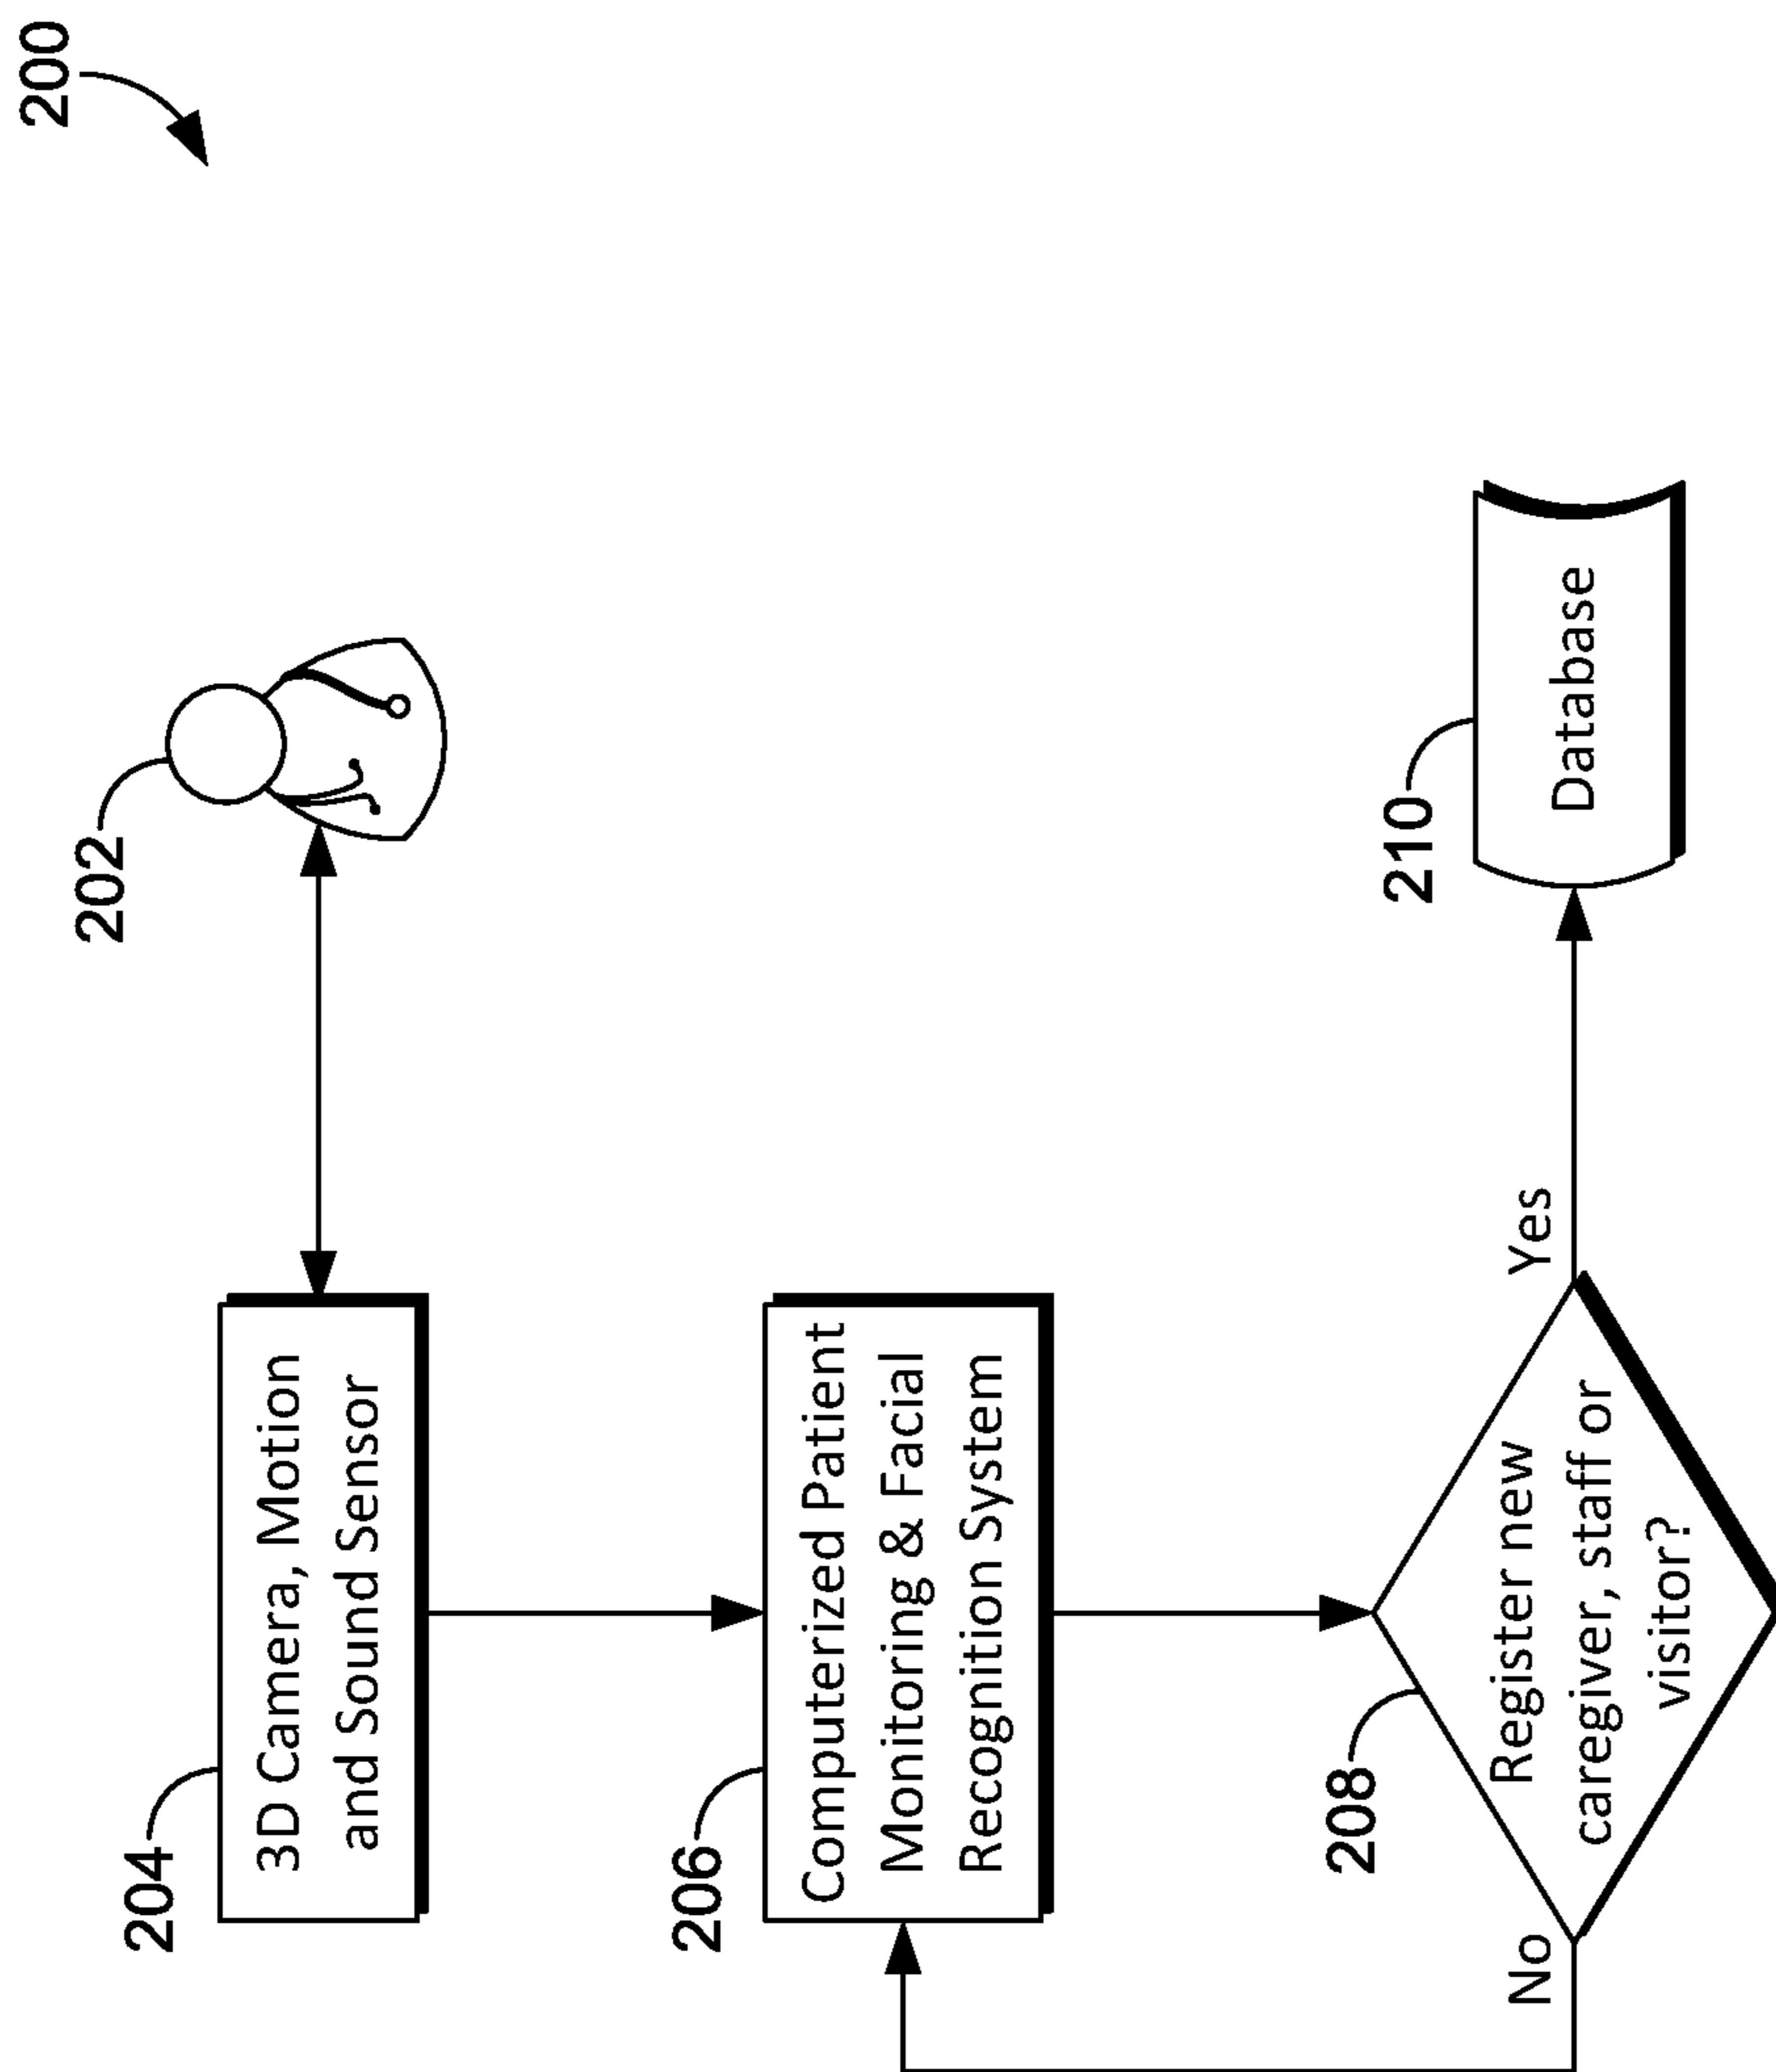 200
202
204
3D Camera, Motion
and Sound Sensor
206
Computerized Patient
Monitoring & Facial
Recognition System
208
Register new
caregiver, staff or
visitor?
No
Yes
210
Database